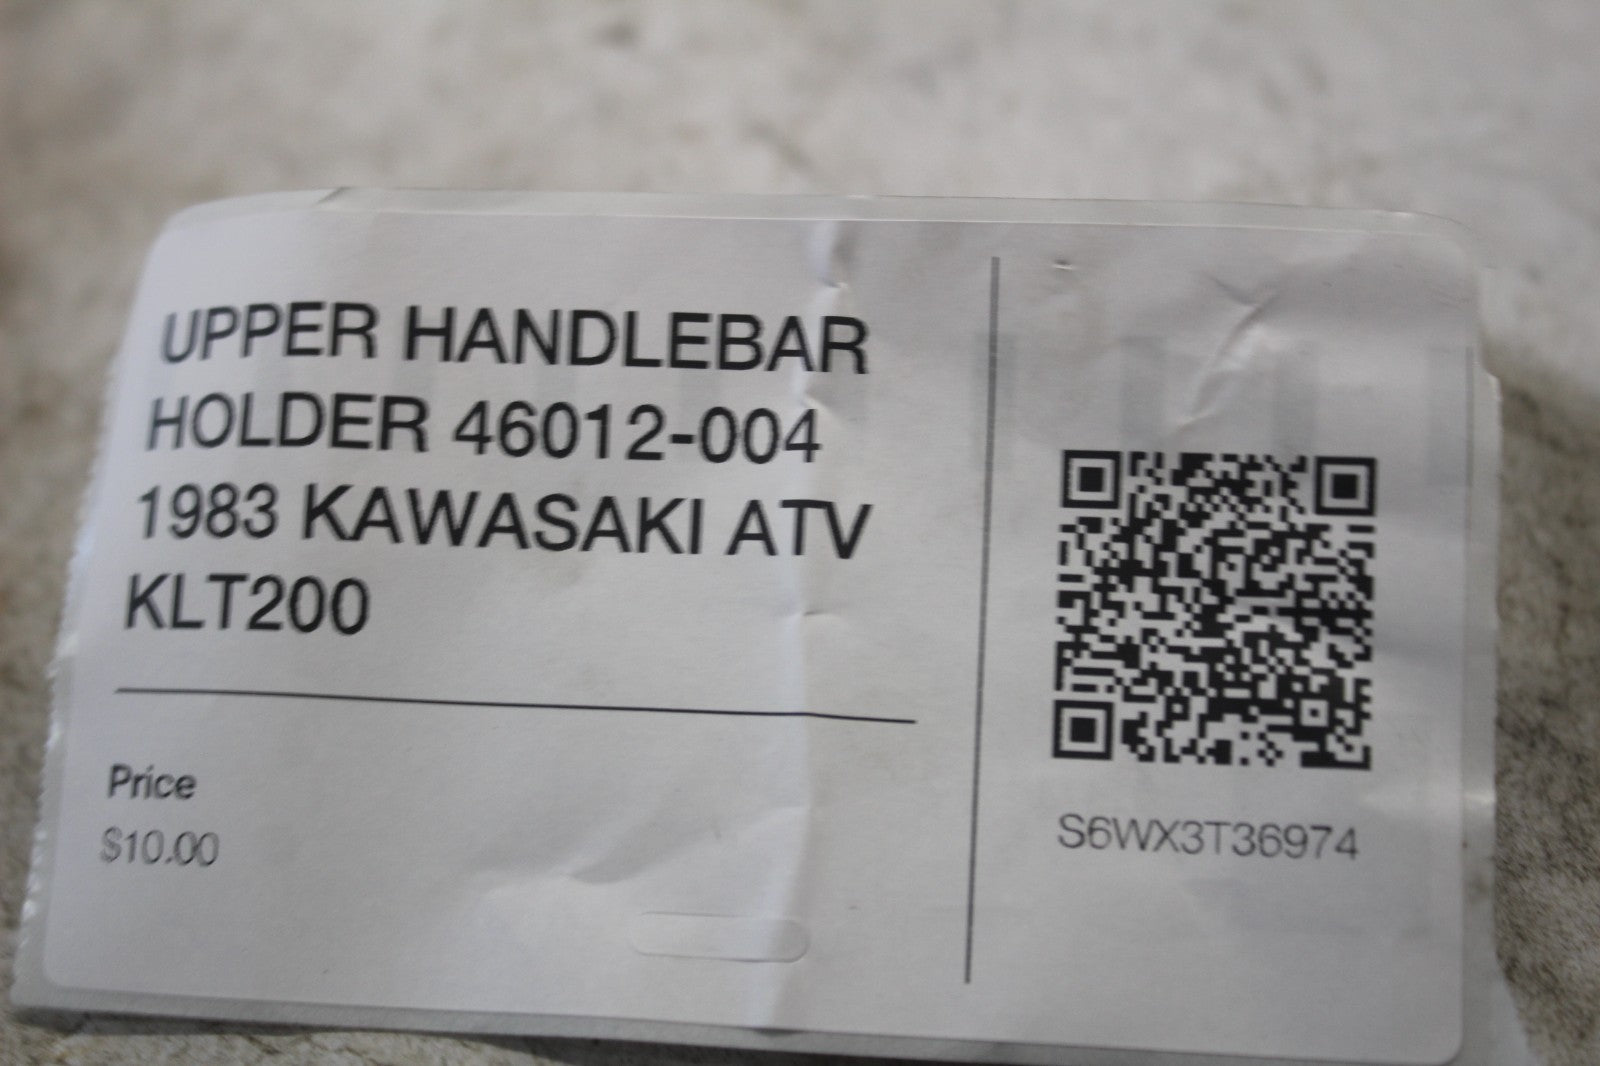 UPPER HANDLEBAR
HOLDER 46012-004
1983 KAWASAKI ATV
KLT200
Price
$10.00
S6WX3T36974